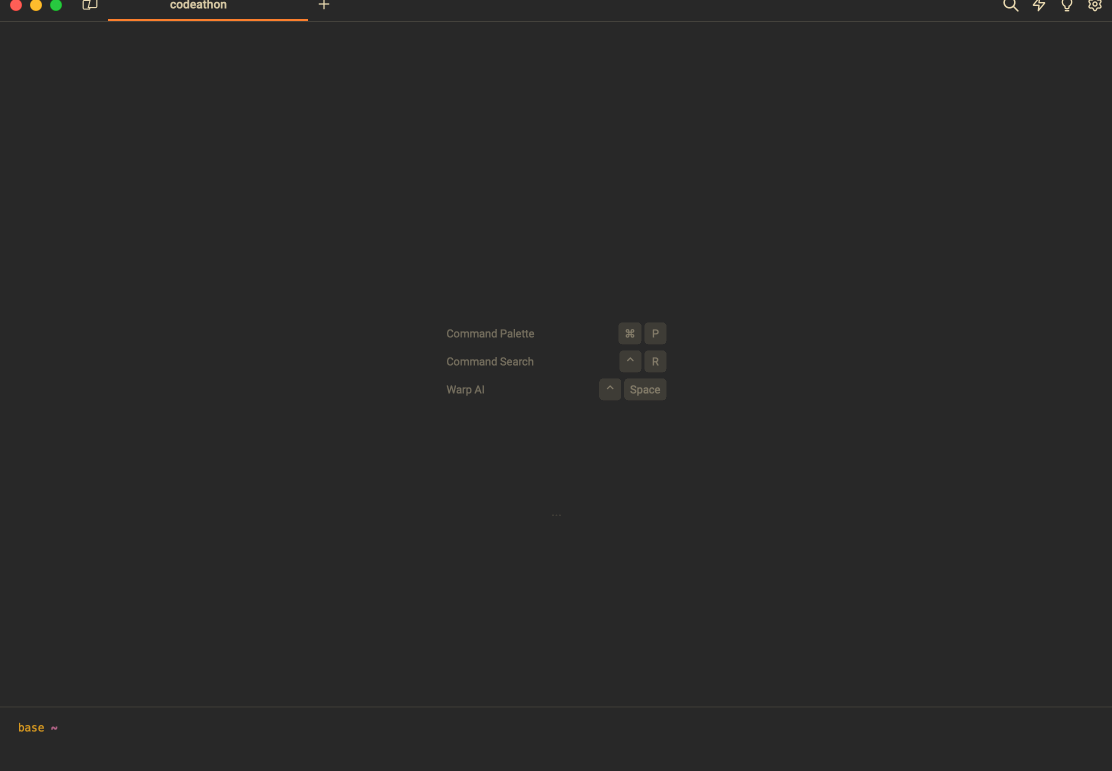 codeathon
Command Palette ⌘ P
Command Search ^ R
Warp AI ^ Space
...
base ~